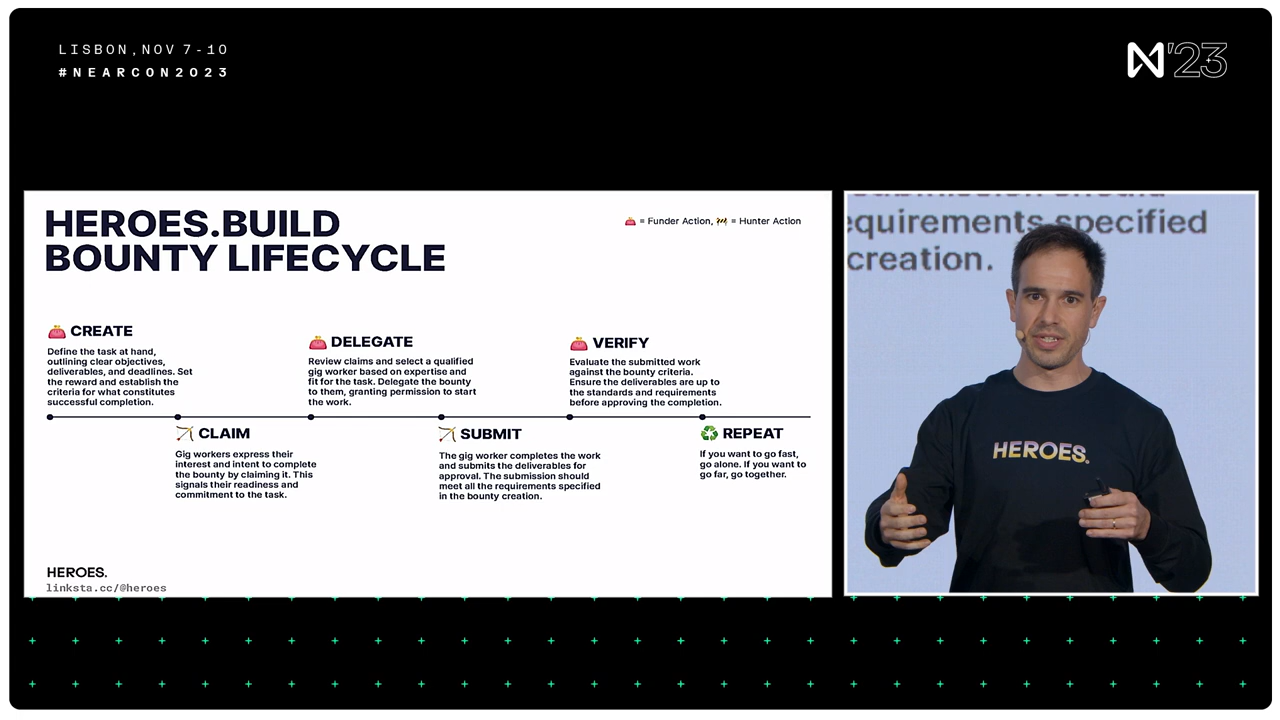 LISBON, NOV 7-10
#NEARCON2023
N'23
HEROES.BUILD
BOUNTY LIFECYCLE
👛 = Funder Action, 🚧 = Hunter Action
👛 CREATE
Define the task at hand,
outlining clear objectives,
deliverables, and deadlines. Set
the reward and establish the
criteria for what constitutes
successful completion.
👛 DELEGATE
Review claims and select a qualified
gig worker based on expertise and
fit for the task. Delegate the bounty
to them, granting permission to start
the work.
👛 VERIFY
Evaluate the submitted work
against the bounty criteria.
Ensure the deliverables are up to
the standards and requirements
before approving the completion.
🏹 CLAIM
Gig workers express their
interest and intent to complete
the bounty by claiming it. This
signals their readiness and
commitment to the task.
🏹 SUBMIT
The gig worker completes the work
and submits the deliverables for
approval. The submission should
meet all the requirements specified
in the bounty creation.
♻️ REPEAT
If you want to go fast,
go alone. If you want to
go far, go together.
HEROES.
linksta.cc/@heroes
equirements specified
creation.
HEROES.